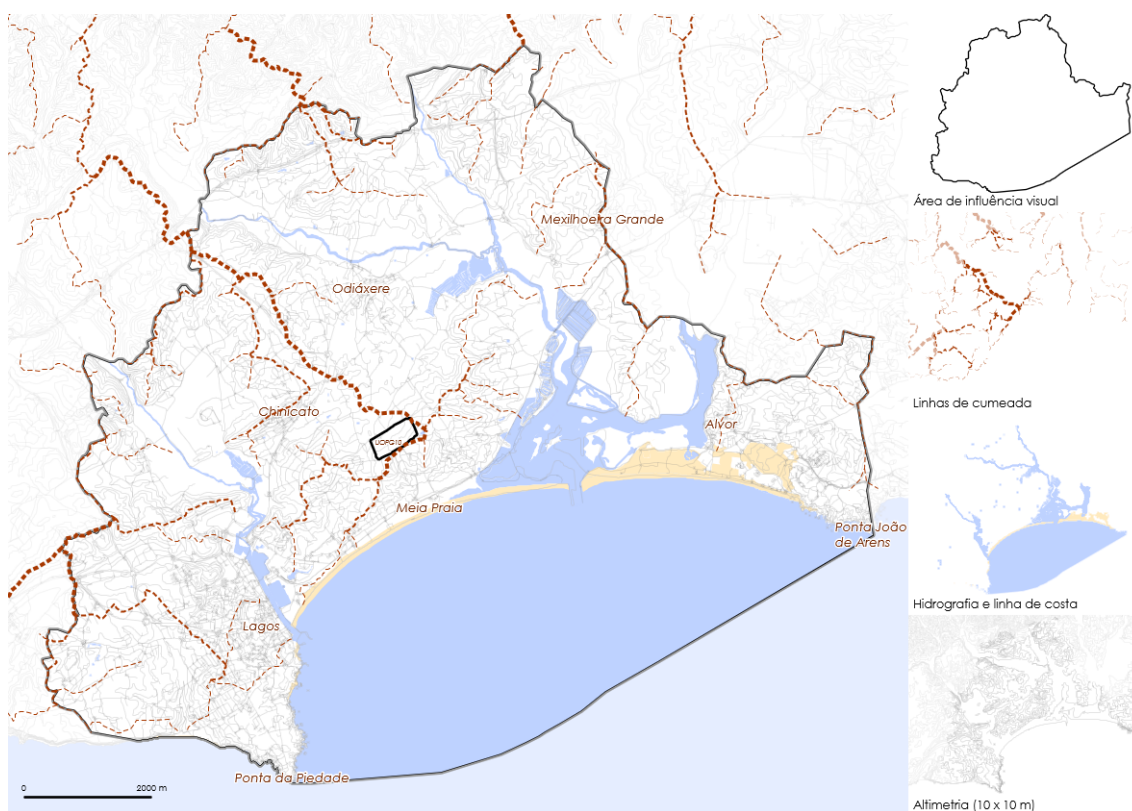 Mexilhoeira Grande
Odiáxere
Chinicato
UOPG10
Alvor
Meia Praia
Ponta João
de Arens
Lagos
Ponta da Piedade
0 2000 m
Área de influência visual
Linhas de cumeada
Hidrografia e linha de costa
Altimetria (10 x 10 m)